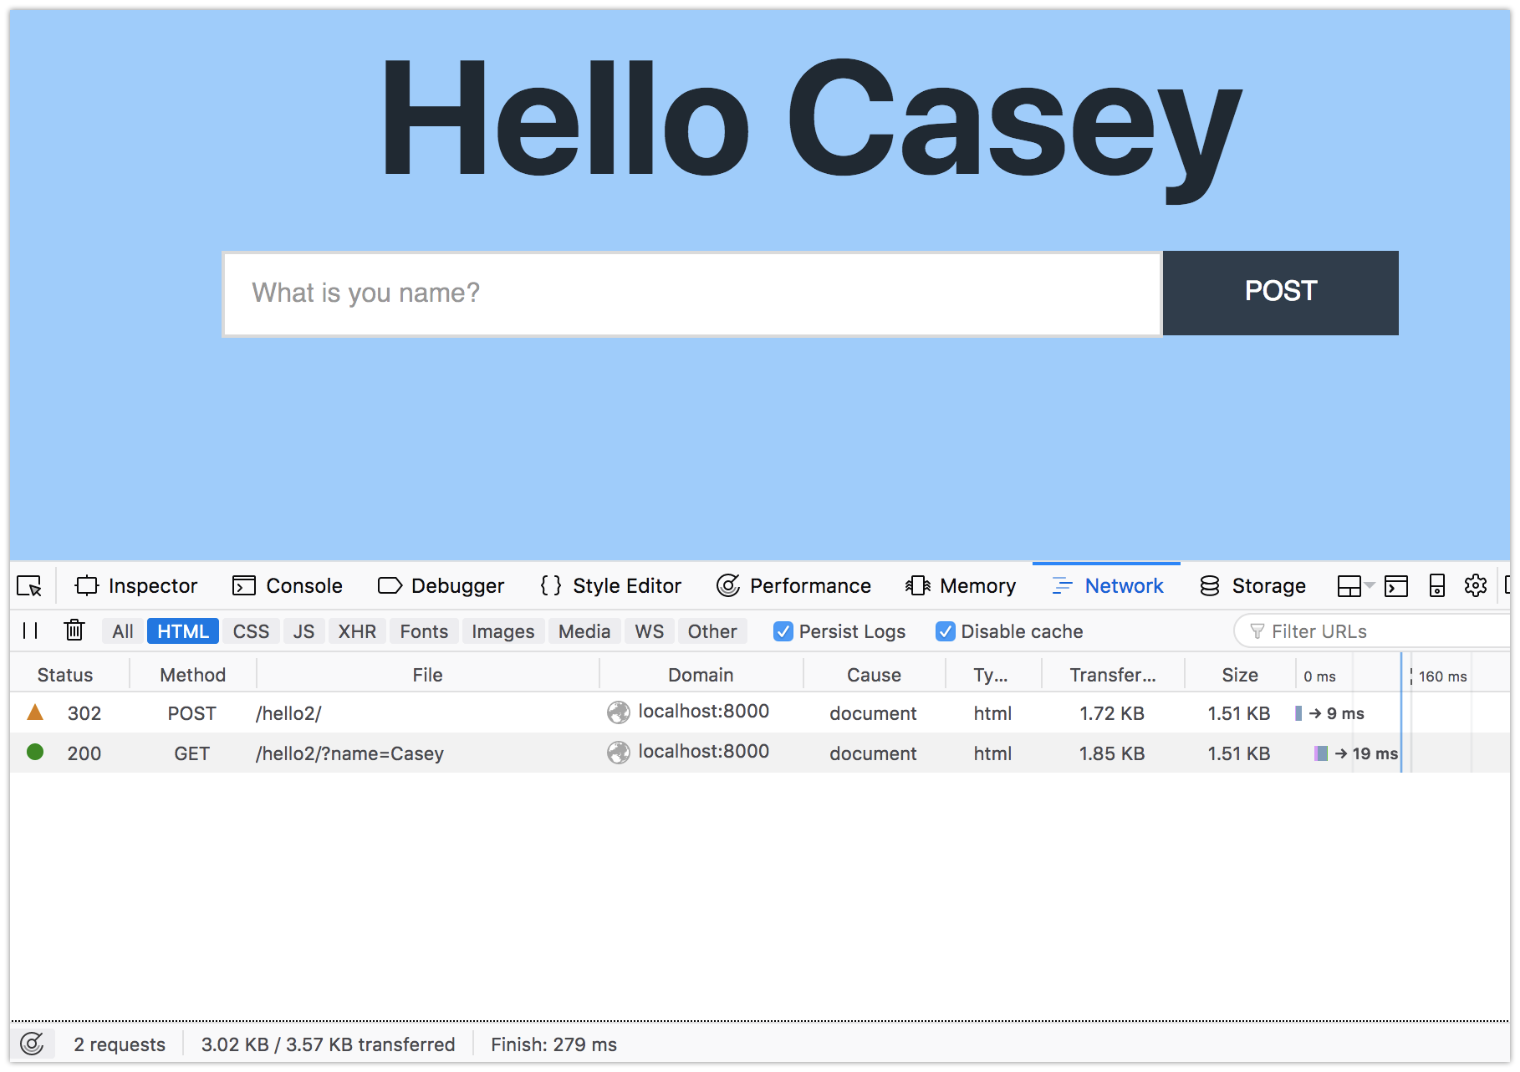 Hello Casey
What is you name? POST
Inspector Console Debugger Style Editor Performance Memory Network Storage
All HTML CSS JS XHR Fonts Images Media WS Other Persist Logs Disable cache Filter URLs
Status Method File Domain Cause Ty... Transfer... Size 0 ms 160 ms
302 POST /hello2/ localhost:8000 document html 1.72 KB 1.51 KB → 9 ms
200 GET /hello2/?name=Casey localhost:8000 document html 1.85 KB 1.51 KB → 19 ms
2 requests 3.02 KB / 3.57 KB transferred Finish: 279 ms